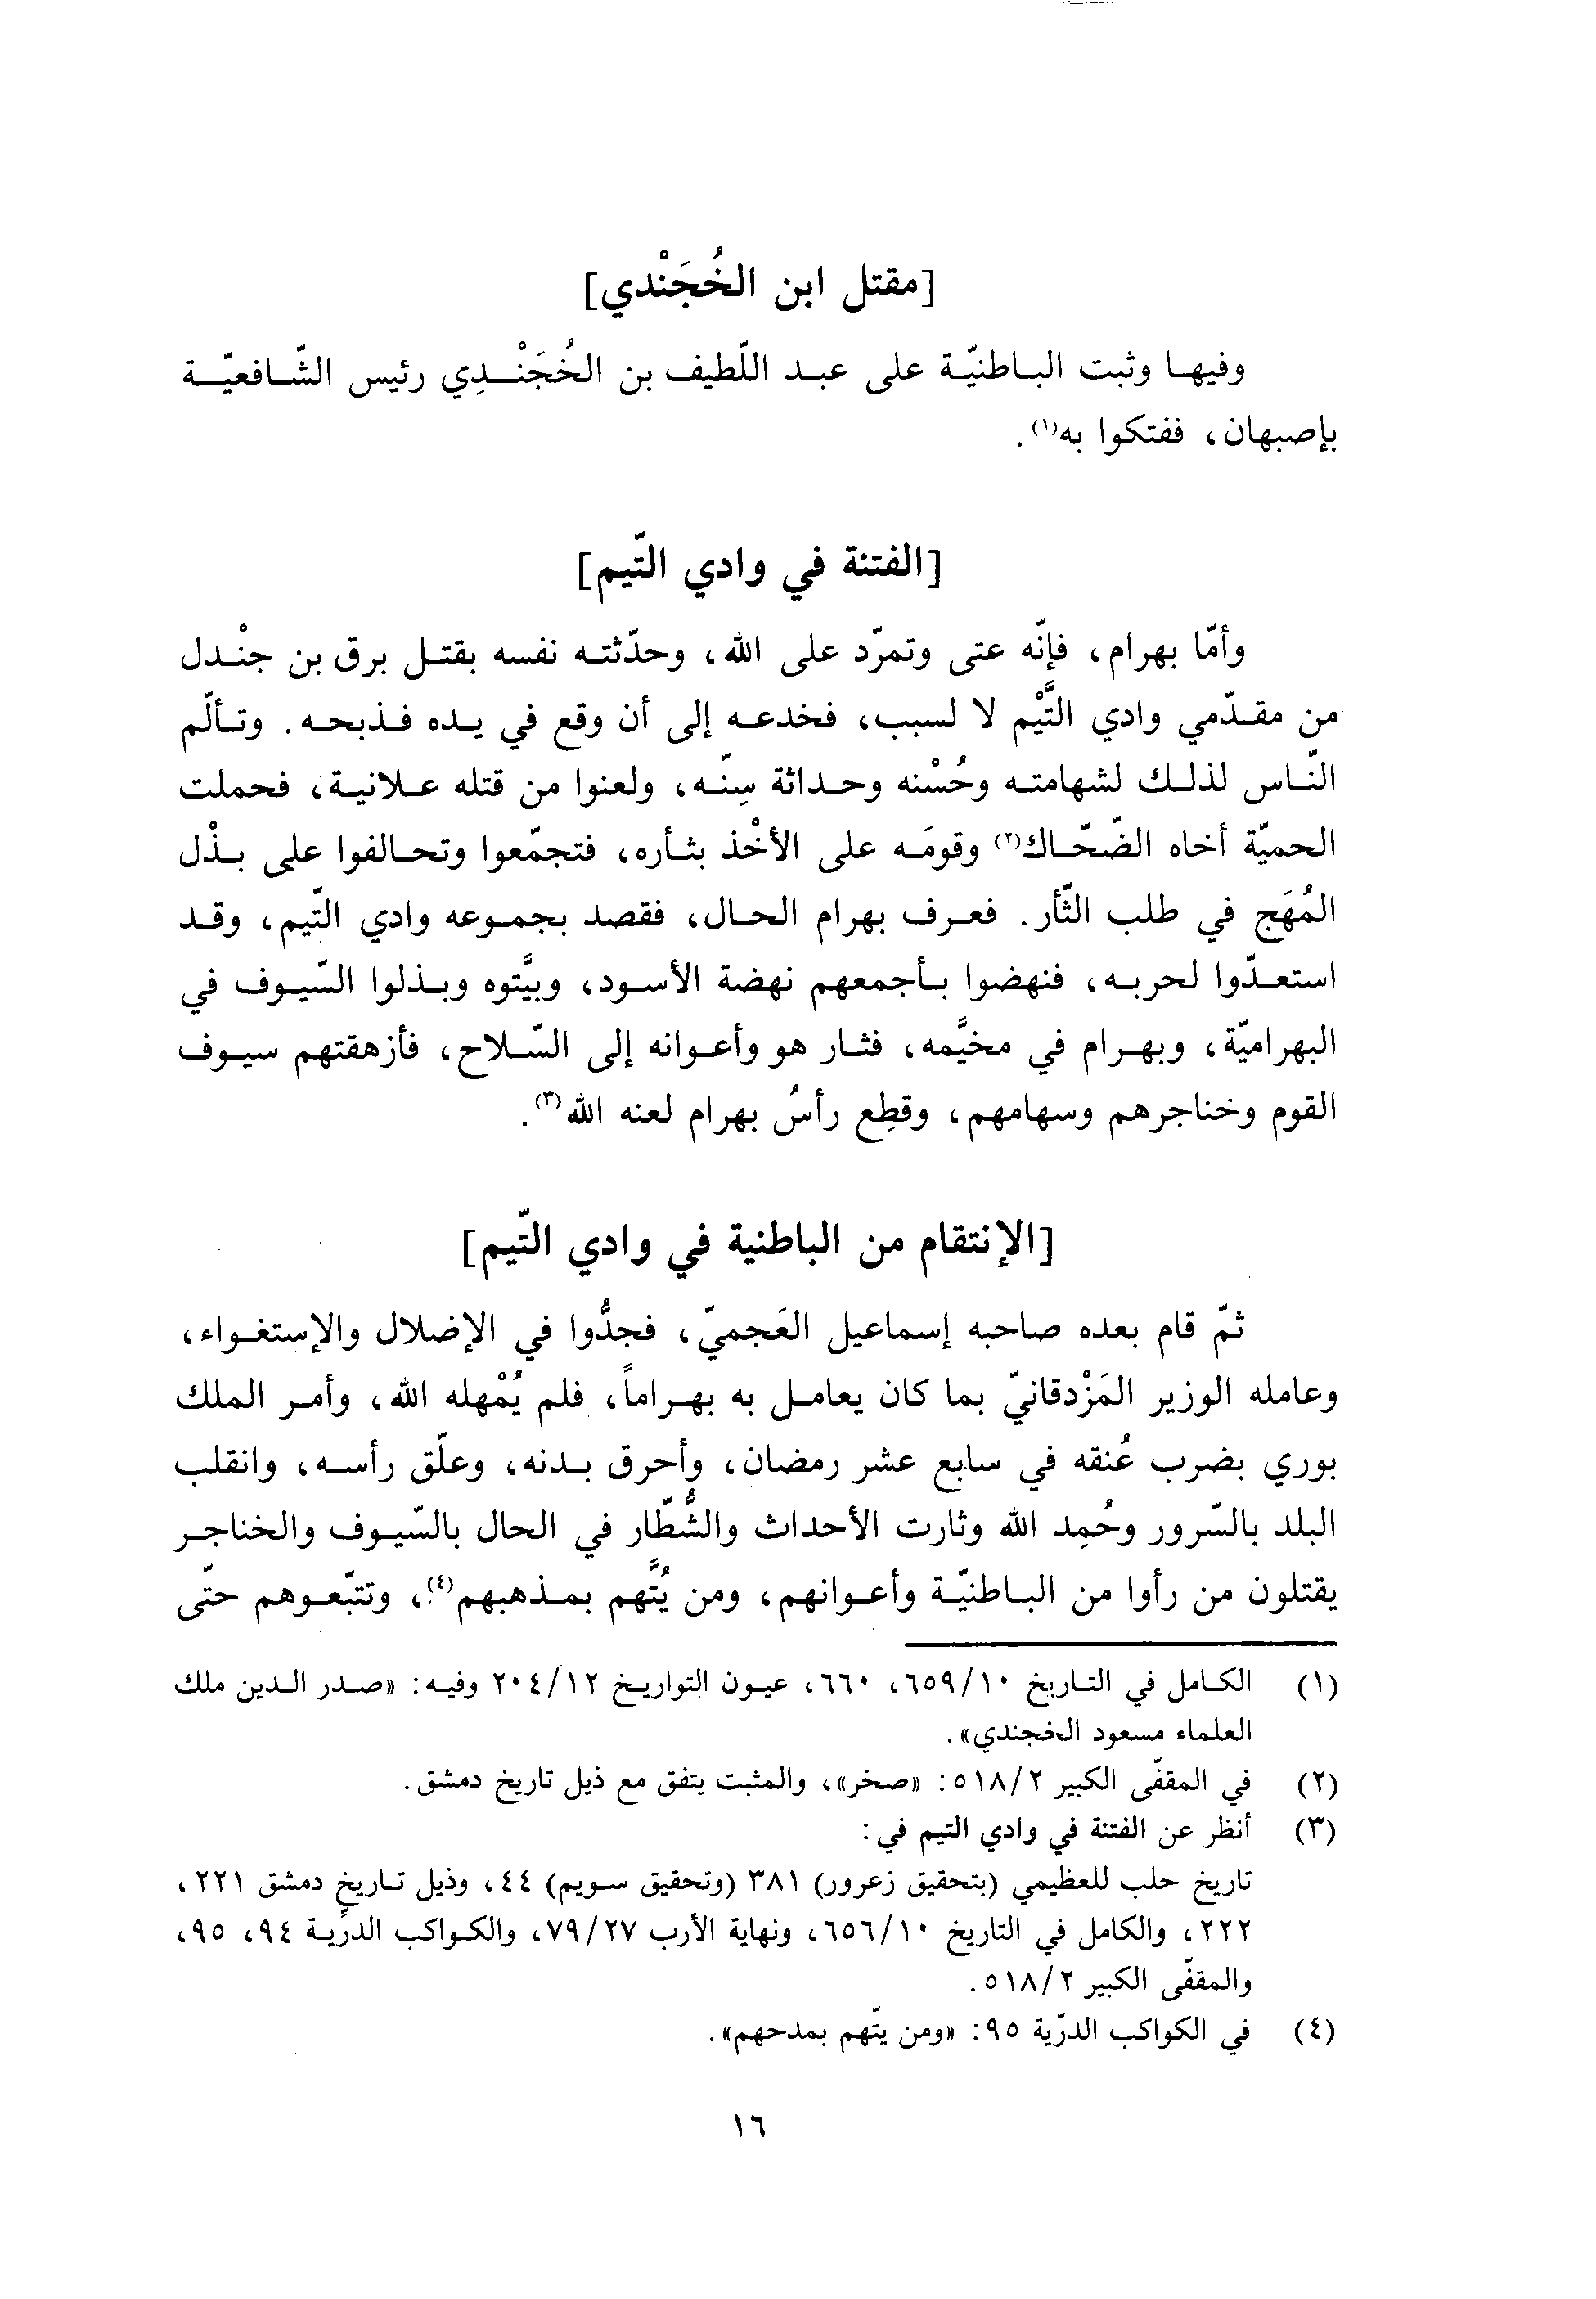 [مقتل ابن الخُجَنْدي]
وفيها وثبت الباطنيّة على عبد اللّطيف بن الخُجَنْدِي رئيس الشّافعيّة
بإصبهان، ففتكوا به(١).
[الفتنة في وادي التّيم]
وأمّا بهرام، فإنّه عتى وتمرّد على الله، وحدّثته نفسه بقتل برق بن جنْدل
من مقدّمي وادي التَّيْم لا لسبب، فخدعه إلى أن وقع في يده فذبحه. وتألّم
النّاس لذلك لشهامته وحُسْنه وحداثة سِنّه، ولعنوا من قتله علانية، فحملت
الحميّة أخاه الضّحّاك(٢) وقومَه على الأخْذ بثأره، فتجمّعوا وتحالفوا على بذْل
المُهَج في طلب الثّأر. فعرف بهرام الحال، فقصد بجموعه وادي التّيم، وقد
استعدّوا لحربه، فنهضوا بأجمعهم نهضة الأسود، وبيَّتوه وبذلوا السّيوف في
البهراميّة، وبهرام في مخيَّمه، فثار هو وأعوانه إلى السّلاح، فأزهقتهم سيوف
القوم وخناجرهم وسهامهم، وقطِع رأسُ بهرام لعنه الله(٣).
[الإنتقام من الباطنية في وادي التّيم]
ثمّ قام بعده صاحبه إسماعيل العَجميّ، فجدُّوا في الإضلال والإستغواء،
وعامله الوزير المَزْدقانيّ بما كان يعامل به بهراماً، فلم يُمْهله الله، وأمر الملك
بوري بضرب عُنقه في سابع عشر رمضان، وأحرق بدنه، وعلّق رأسه، وانقلب
البلد بالسّرور وحُمِد الله وثارت الأحداث والشُّطّار في الحال بالسّيوف والخناجر
يقتلون من رأوا من الباطنيّة وأعوانهم، ومن يُتَّهم بمذهبهم(٤)، وتتبّعوهم حتّى
(١) الكامل في التاريخ ١٠/٦٥٩، ٦٦٠، عيون التواريخ ١٢/٢٠٤ وفيه: «صدر الدين ملك
العلماء مسعود الخجندي».
(٢) في المقفّى الكبير ٢/٥١٨: «صخر»، والمثبت يتفق مع ذيل تاريخ دمشق.
(٣) أنظر عن الفتنة في وادي التيم في:
تاريخ حلب للعظيمي (بتحقيق زعرور) ٣٨١ (وتحقيق سويم) ٤٤، وذيل تاريخ دمشق ٢٢١،
٢٢٢، والكامل في التاريخ ١٠/٦٥٦، ونهاية الأرب ٢٧/٧٩، والكواكب الدرّية ٩٤، ٩٥،
والمقفّى الكبير ٢/٥١٨.
(٤) في الكواكب الدرّية ٩٥: «ومن يتّهم بمدحهم».
١٦